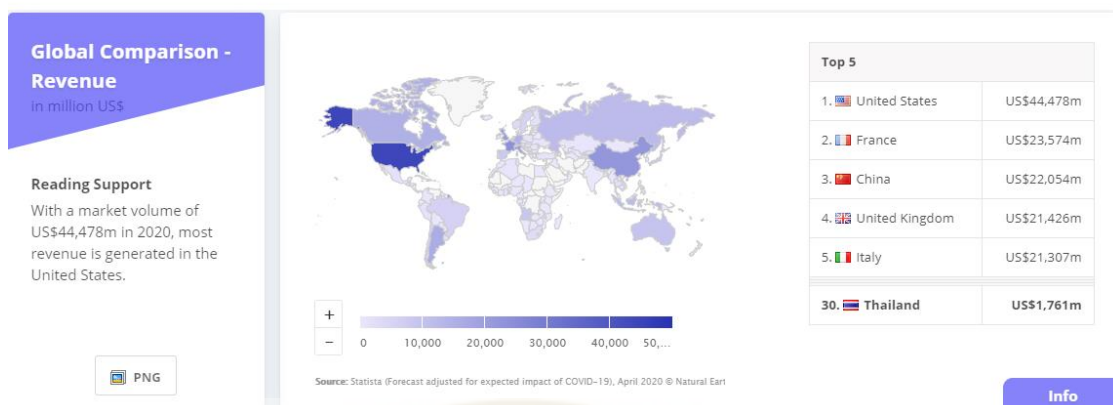 Global Comparison -
Revenue
in million US$
Reading Support
With a market volume of
US$44,478m in 2020, most
revenue is generated in the
United States.
PNG
+
−
0 10,000 20,000 30,000 40,000 50,...
Source: Statista (Forecast adjusted for expected impact of COVID-19), April 2020 © Natural Eart
Top 5
1. United States US$44,478m
2. France US$23,574m
3. China US$22,054m
4. United Kingdom US$21,426m
5. Italy US$21,307m
30. Thailand US$1,761m
Info